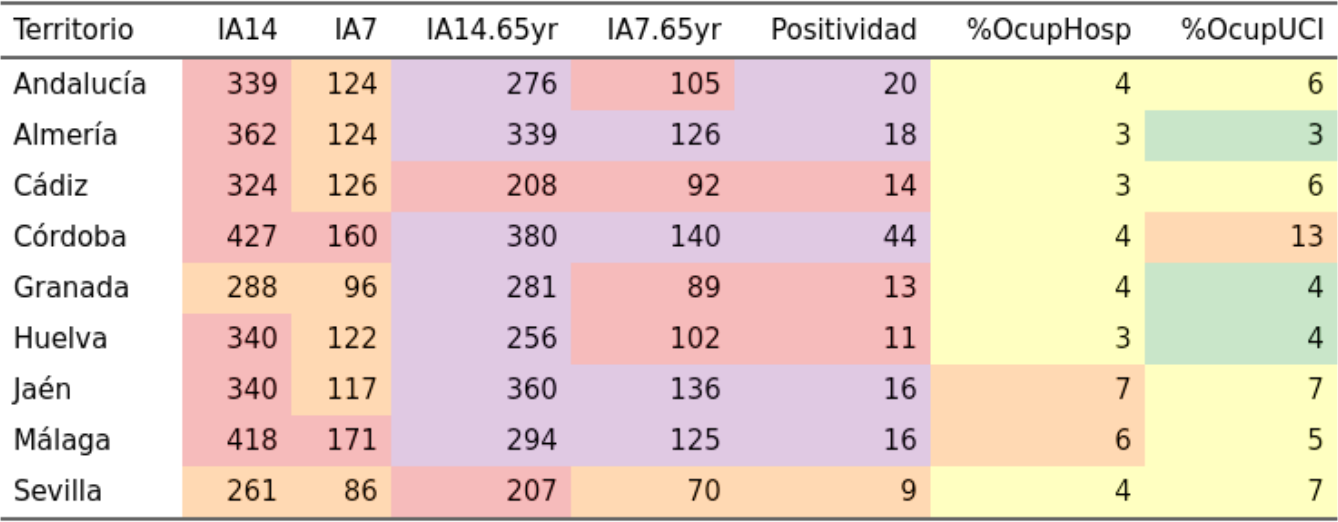 Territorio IA14 IA7 IA14.65yr IA7.65yr Positividad %OcupHosp %OcupUCI
Andalucía 339 124 276 105 20 4 6
Almería 362 124 339 126 18 3 3
Cádiz 324 126 208 92 14 3 6
Córdoba 427 160 380 140 44 4 13
Granada 288 96 281 89 13 4 4
Huelva 340 122 256 102 11 3 4
Jaén 340 117 360 136 16 7 7
Málaga 418 171 294 125 16 6 5
Sevilla 261 86 207 70 9 4 7